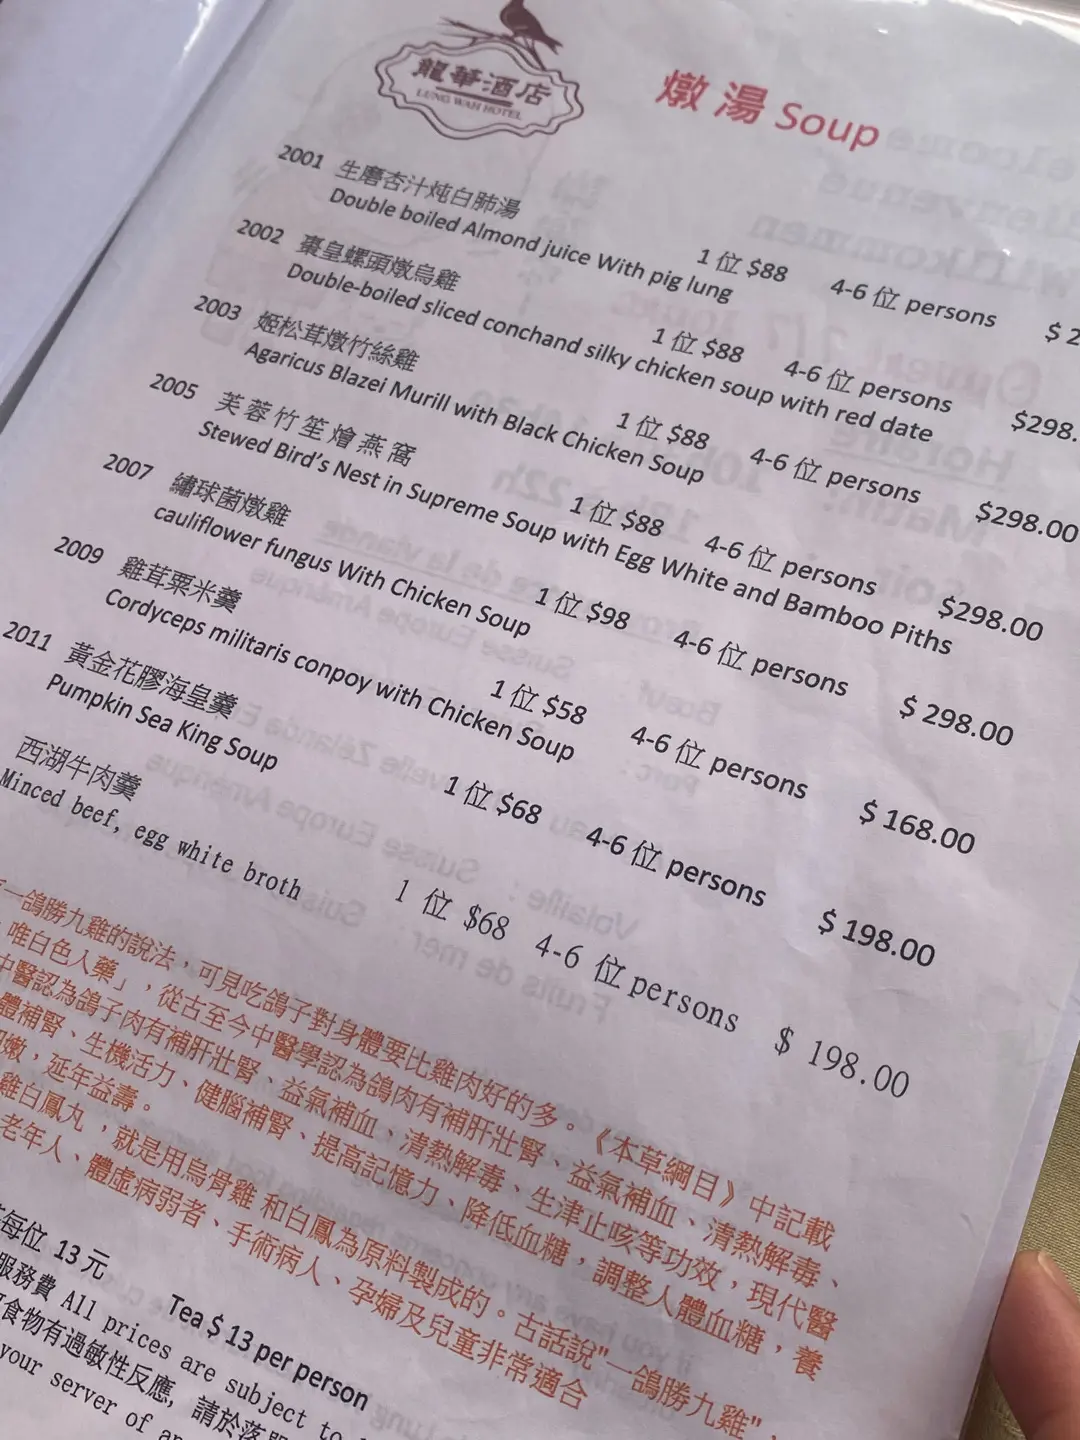 龍華酒店
LUNG WAH HOTEL
燉 湯 Soup
2001 生磨杏汁炖白肺湯
Double boiled Almond juice With pig lung
1 位 $88 4-6 位 persons $2
2002 棗皇螺頭燉烏雞
Double-boiled sliced conchand silky chicken soup with red date
1 位 $88 4-6 位 persons $298.
2003 姬松茸燉竹絲雞
Agaricus Blazei Murill with Black Chicken Soup
1 位 $88 4-6 位 persons $298.00
2005 芙蓉竹笙燴燕窩
Stewed Bird's Nest in Supreme Soup with Egg White and Bamboo Piths
1 位 $88 4-6 位 persons $298.00
2007 繡球菌燉雞
cauliflower fungus With Chicken Soup
1 位 $98 4-6 位 persons $ 298.00
2009 雞茸粟米羹
Cordyceps militaris conpoy with Chicken Soup
1 位 $58 4-6 位 persons $ 168.00
2011 黃金花膠海皇羹
Pumpkin Sea King Soup
1 位 $68 4-6 位 persons $ 198.00
西湖牛肉羹
Minced beef, egg white broth
1 位 $68 4-6 位 persons $ 198.00
一鴿勝九雞的說法，可見吃鴿子對身體要比雞肉好的多。《本草綱目》中記載
唯白色人藥」，從古至今中醫學認為鴿肉有補肝壯腎、益氣補血、清熱解毒、
中醫認為鴿子肉有補肝壯腎、益氣補血、清熱解毒、生津止咳等功效，現代醫
體補腎、生機活力、健腦補腎、提高記憶力、降低血糖，調整人體血糖，養
嫩，延年益壽。
雞白鳳丸，就是用烏骨雞 和白鳳為原料製成的。古話說"一鴿勝九雞"，
老年人、體虛病弱者、手術病人、孕婦及兒童非常適合
每位 13 元 Tea $ 13 per person
服務費 All prices are subject to
食物有過敏性反應, 請於落
your server of